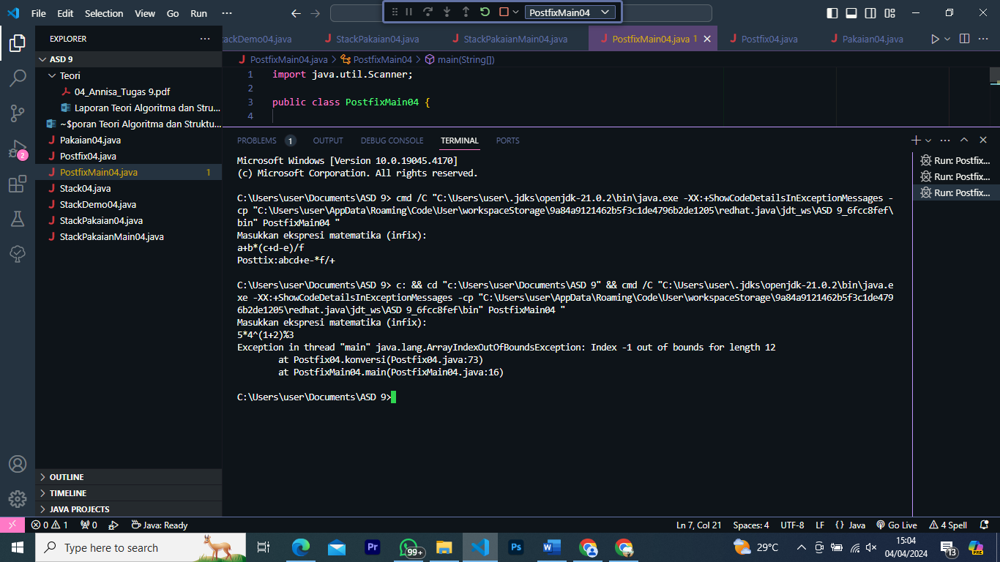 File Edit Selection View Go Run ···
PostfixMain04
EXPLORER ···
ASD 9
Teori
04_Annisa_Tugas 9.pdf
Laporan Teori Algoritma dan Stru...
~$poran Teori Algoritma dan Struktu...
Pakaian04.java
Postfix04.java
PostfixMain04.java 1
Stack04.java
StackDemo04.java
StackPakaian04.java
StackPakaianMain04.java
OUTLINE
TIMELINE
JAVA PROJECTS
2
ackDemo04.java StackPakaian04.java StackPakaianMain04.java PostfixMain04.java 1 Postfix04.java Pakaian04.java
PostfixMain04.java > PostfixMain04 > main(String[])
1 import java.util.Scanner;
2
3 public class PostfixMain04 {
4
PROBLEMS 1 OUTPUT DEBUG CONSOLE TERMINAL PORTS
Microsoft Windows [Version 10.0.19045.4170]
(c) Microsoft Corporation. All rights reserved.
C:\Users\user\Documents\ASD 9> cmd /C "C:\Users\user\.jdks\openjdk-21.0.2\bin\java.exe -XX:+ShowCodeDetailsInExceptionMessages -
cp "C:\Users\user\AppData\Roaming\Code\User\workspaceStorage\9a84a9121462b5f3c1de4796b2de1205\redhat.java\jdt_ws\ASD 9_6fcc8fef\
bin" PostfixMain04 "
Masukkan ekspresi matematika (infix):
a+b*(c+d-e)/f
Posttix:abcd+e-*f/+
C:\Users\user\Documents\ASD 9> c: && cd "c:\Users\user\Documents\ASD 9" && cmd /C "C:\Users\user\.jdks\openjdk-21.0.2\bin\java.e
xe -XX:+ShowCodeDetailsInExceptionMessages -cp "C:\Users\user\AppData\Roaming\Code\User\workspaceStorage\9a84a9121462b5f3c1de479
6b2de1205\redhat.java\jdt_ws\ASD 9_6fcc8fef\bin" PostfixMain04 "
Masukkan ekspresi matematika (infix):
5*4^(1+2)%3
Exception in thread "main" java.lang.ArrayIndexOutOfBoundsException: Index -1 out of bounds for length 12
at Postfix04.konversi(Postfix04.java:73)
at PostfixMain04.main(PostfixMain04.java:16)
C:\Users\user\Documents\ASD 9>
Run: Postfix...
Run: Postfix...
Run: Postfix...
0 1 0 Java: Ready Ln 7, Col 21 Spaces: 4 UTF-8 LF {} Java Go Live 4 Spell
Type here to search Pr 99+ Ps 29°C 15:04
04/04/2024 13 PRE